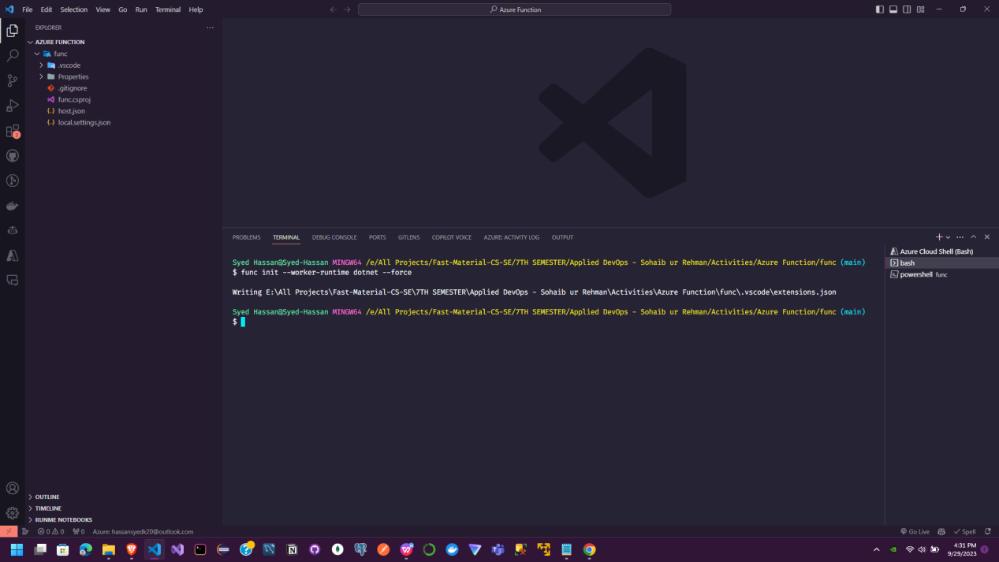 File Edit Selection View Go Run Terminal Help
Azure Function
EXPLORER
AZURE FUNCTION
func
.vscode
Properties
.gitignore
func.csproj
host.json
local.settings.json
3
OUTLINE
TIMELINE
RUNME NOTEBOOKS
PROBLEMS TERMINAL DEBUG CONSOLE PORTS GITLENS COPILOT VOICE AZURE: ACTIVITY LOG OUTPUT
Syed Hassan@Syed-Hassan MINGW64 /e/All Projects/Fast-Material-CS-SE/7TH SEMESTER/Applied DevOps - Sohaib ur Rehman/Activities/Azure Function/func (main)
$ func init --worker-runtime dotnet --force
Writing E:\All Projects\Fast-Material-CS-SE\7TH SEMESTER\Applied DevOps - Sohaib ur Rehman\Activities\Azure Function\func\.vscode\extensions.json
Syed Hassan@Syed-Hassan MINGW64 /e/All Projects/Fast-Material-CS-SE/7TH SEMESTER/Applied DevOps - Sohaib ur Rehman/Activities/Azure Function/func (main)
$
Azure Cloud Shell (Bash)
bash
powershell func
0 0 0 Azure: hassansyedk20@outlook.com
Go Live Spell
4:31 PM
9/29/2023